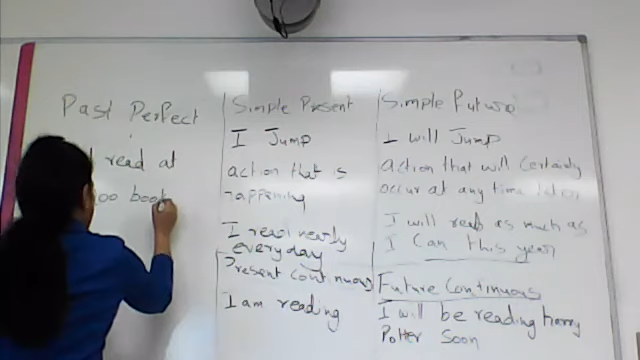 Past Perfect
read at
100 book
Simple Present
I Jump
action that is
happening
I read nearly
everyday
Present continuous
I am reading
Simple Future
I will Jump
Action that will certainly
occur at any time
I will read as much as
I Can this year
Future Continuous
I will be reading harry
Potter Soon